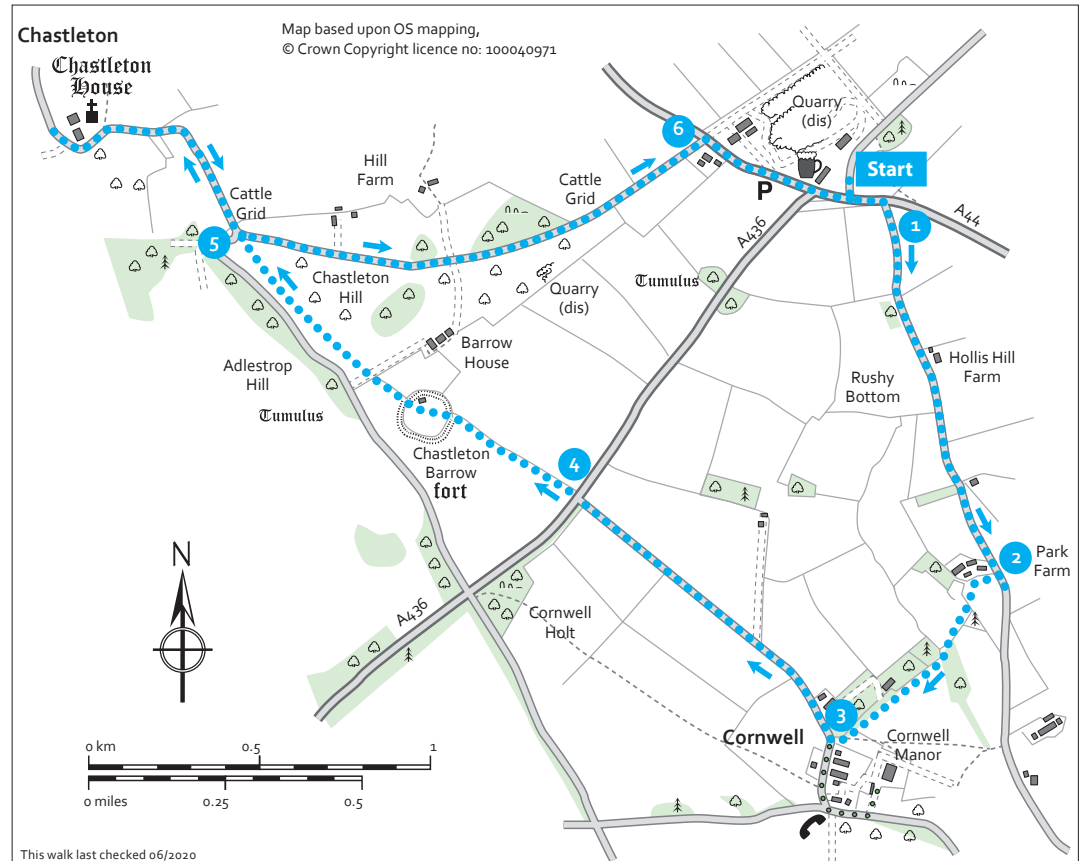 Map based upon OS mapping,
© Crown Copyright licence no: 100040971
Chastleton
Chastleton
House
Quarry
(dis)
6
Start
Hill
Farm
Cattle
Grid
P
A44
Cattle
Grid
A436
1
5
Chastleton
Hill
Quarry
(dis)
Tumulus
Barrow
House
Hollis Hill
Farm
Adlestrop
Hill
Rushy
Bottom
Tumulus
Chastleton
Barrow
fort
4
N
2
Park
Farm
A436
Cornwell
Holt
3
Cornwell
Cornwell
Manor
0 km
0.5
1
0 miles
0.25
0.5
This walk last checked 06/2020